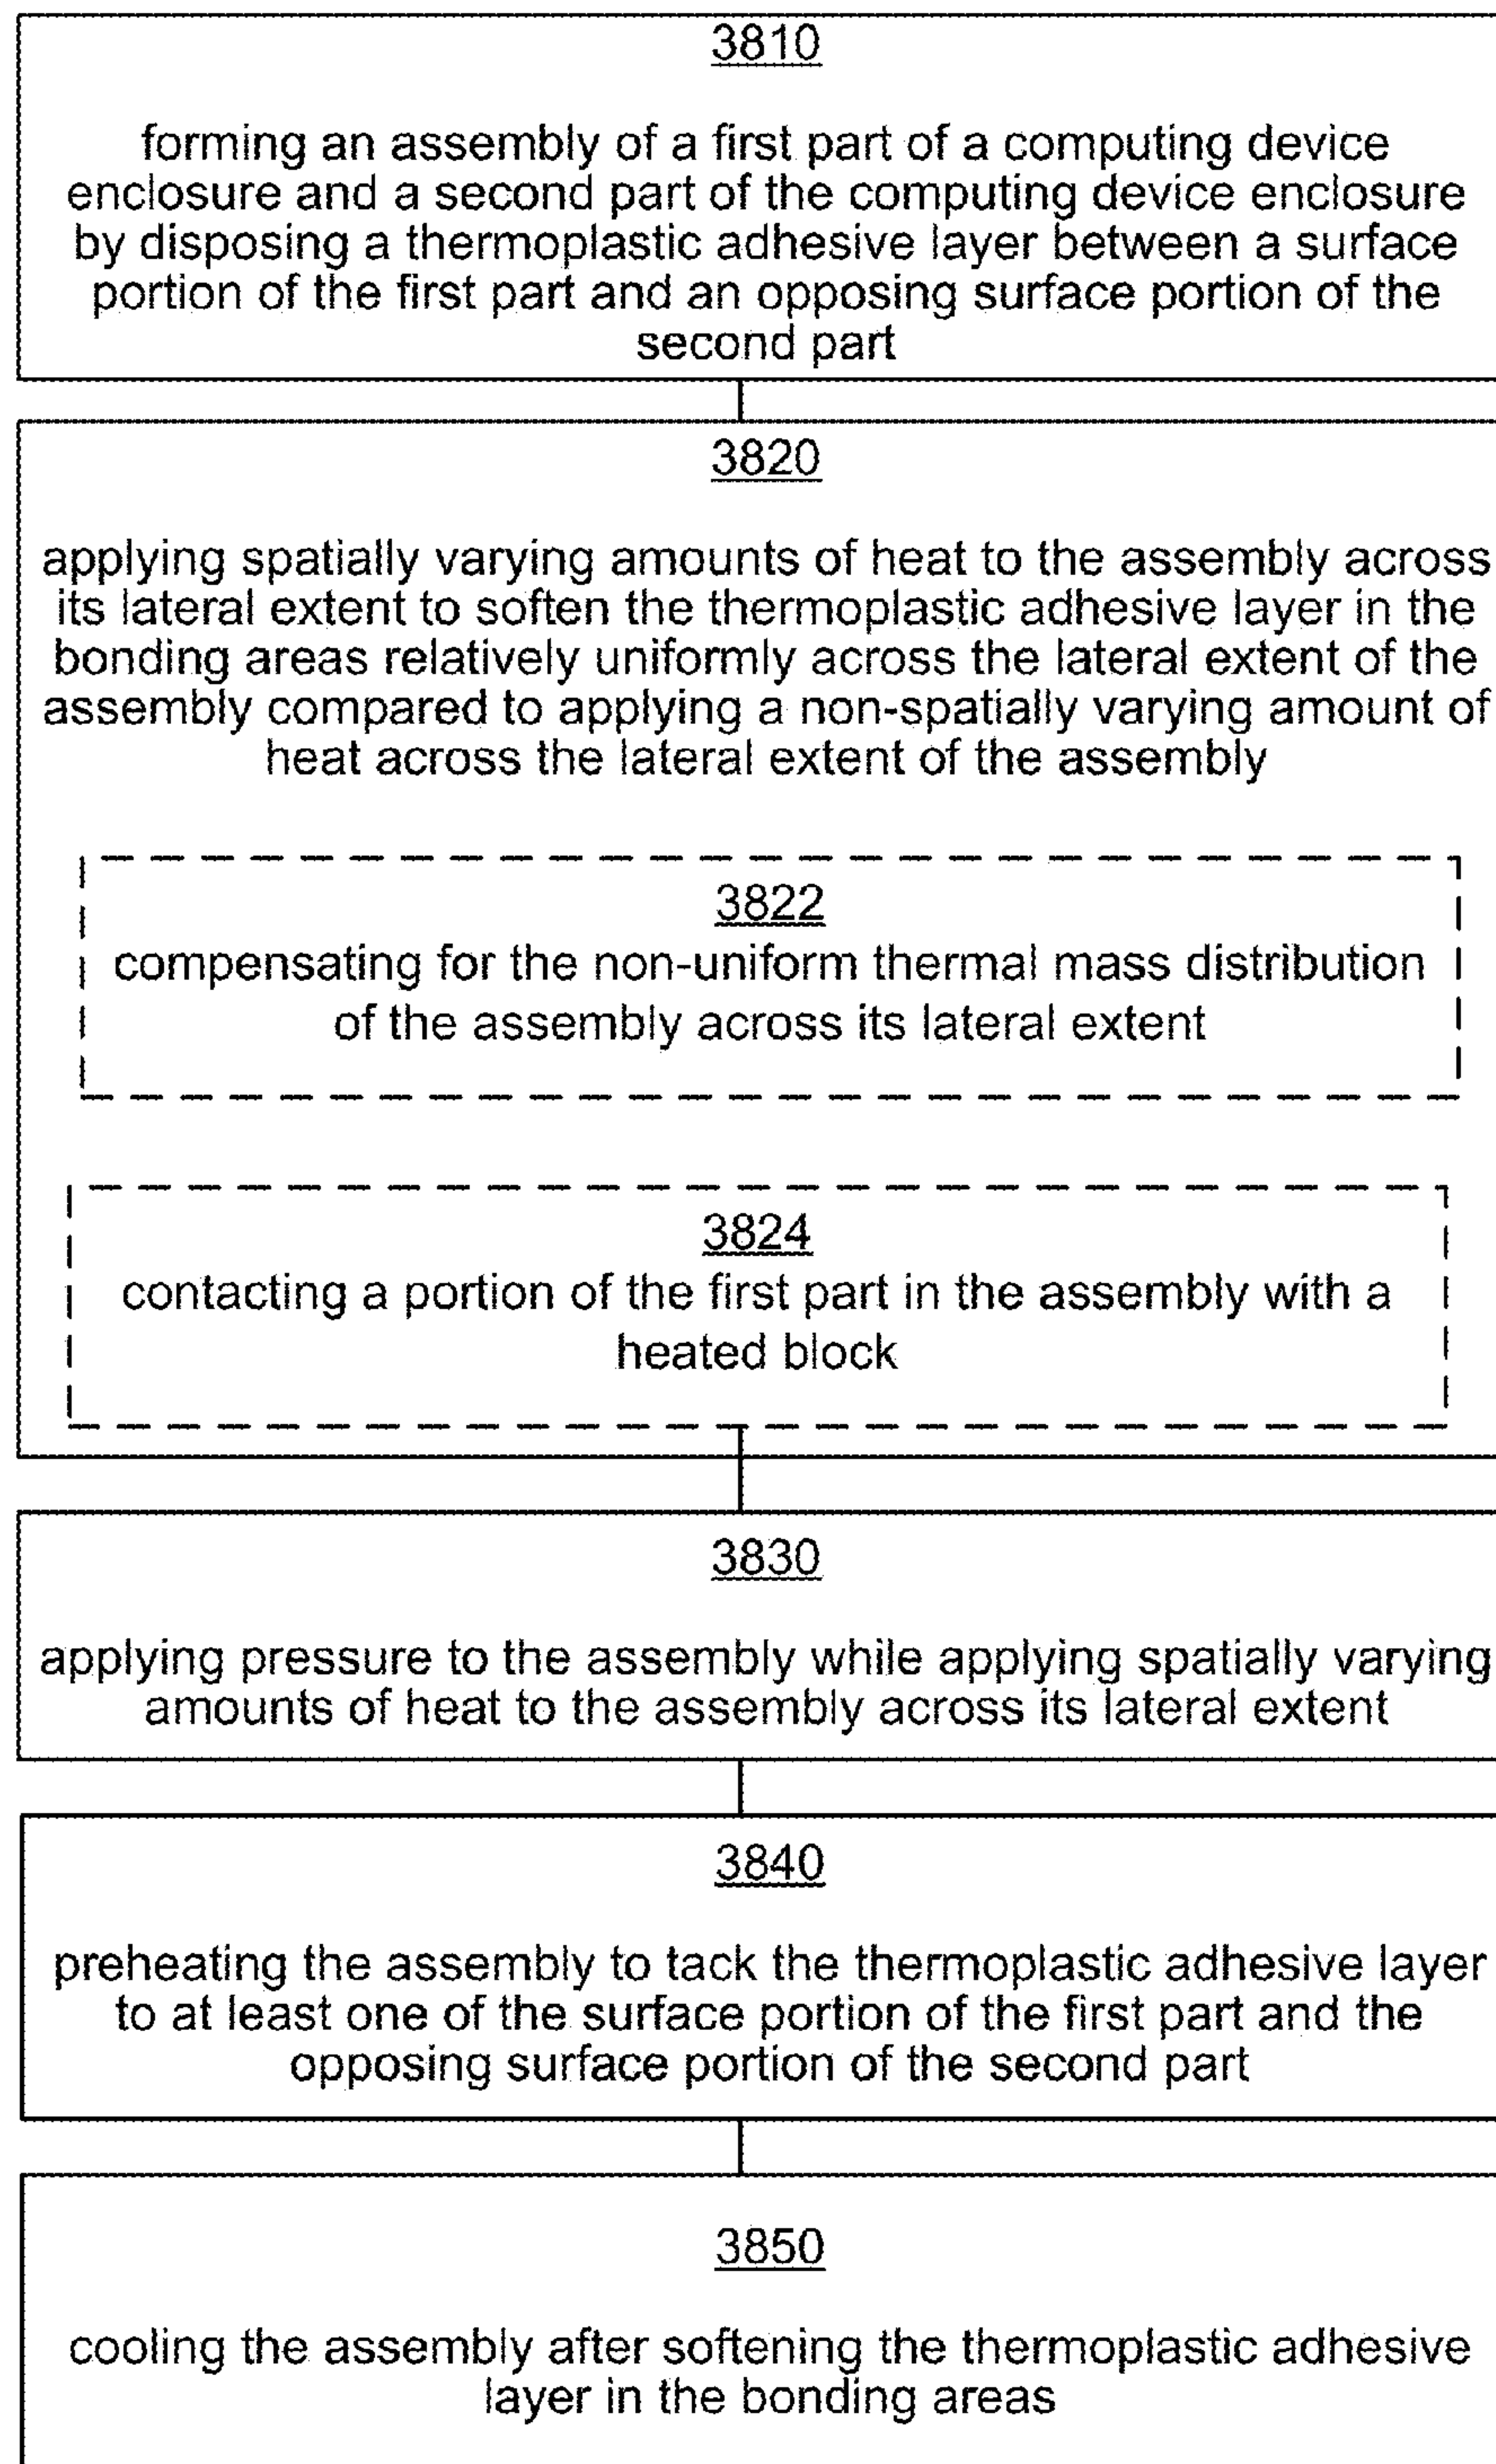 3810
forming an assembly of a first part of a computing device
enclosure and a second part of the computing device enclosure
by disposing a thermoplastic adhesive layer between a surface
portion of the first part and an opposing surface portion of the
second part
3820
applying spatially varying amounts of heat to the assembly across
its lateral extent to soften the thermoplastic adhesive layer in the
bonding areas relatively uniformly across the lateral extent of the
assembly compared to applying a non-spatially varying amount of
heat across the lateral extent of the assembly
3822
compensating for the non-uniform thermal mass distribution
of the assembly across its lateral extent
3824
contacting a portion of the first part in the assembly with a
heated block
3830
applying pressure to the assembly while applying spatially varying
amounts of heat to the assembly across its lateral extent
3840
preheating the assembly to tack the thermoplastic adhesive layer
to at least one of the surface portion of the first part and the
opposing surface portion of the second part
3850
cooling the assembly after softening the thermoplastic adhesive
layer in the bonding areas